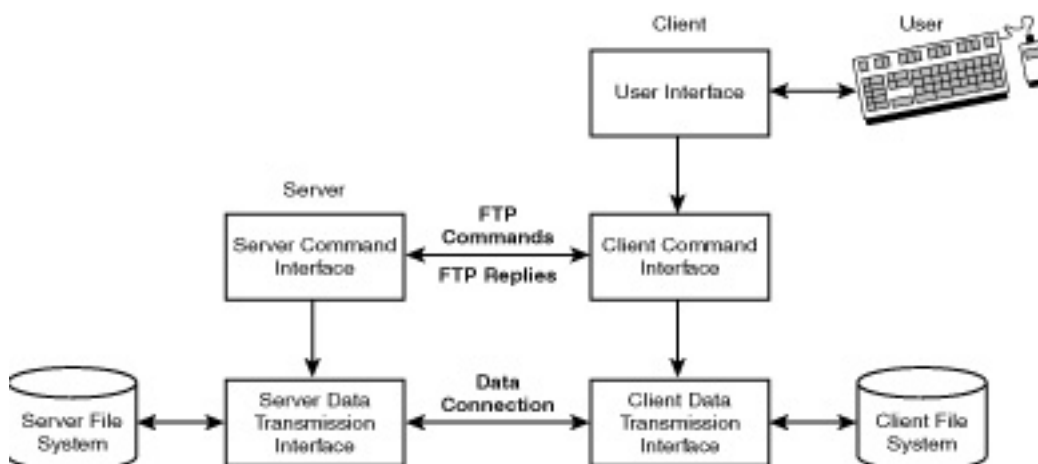 Client
User
User Interface
Server
FTP
Commands
Server Command
Interface
FTP Replies
Client Command
Interface
Data
Connection
Server File
System
Server Data
Transmission
Interface
Client Data
Transmission
Interface
Client File
System